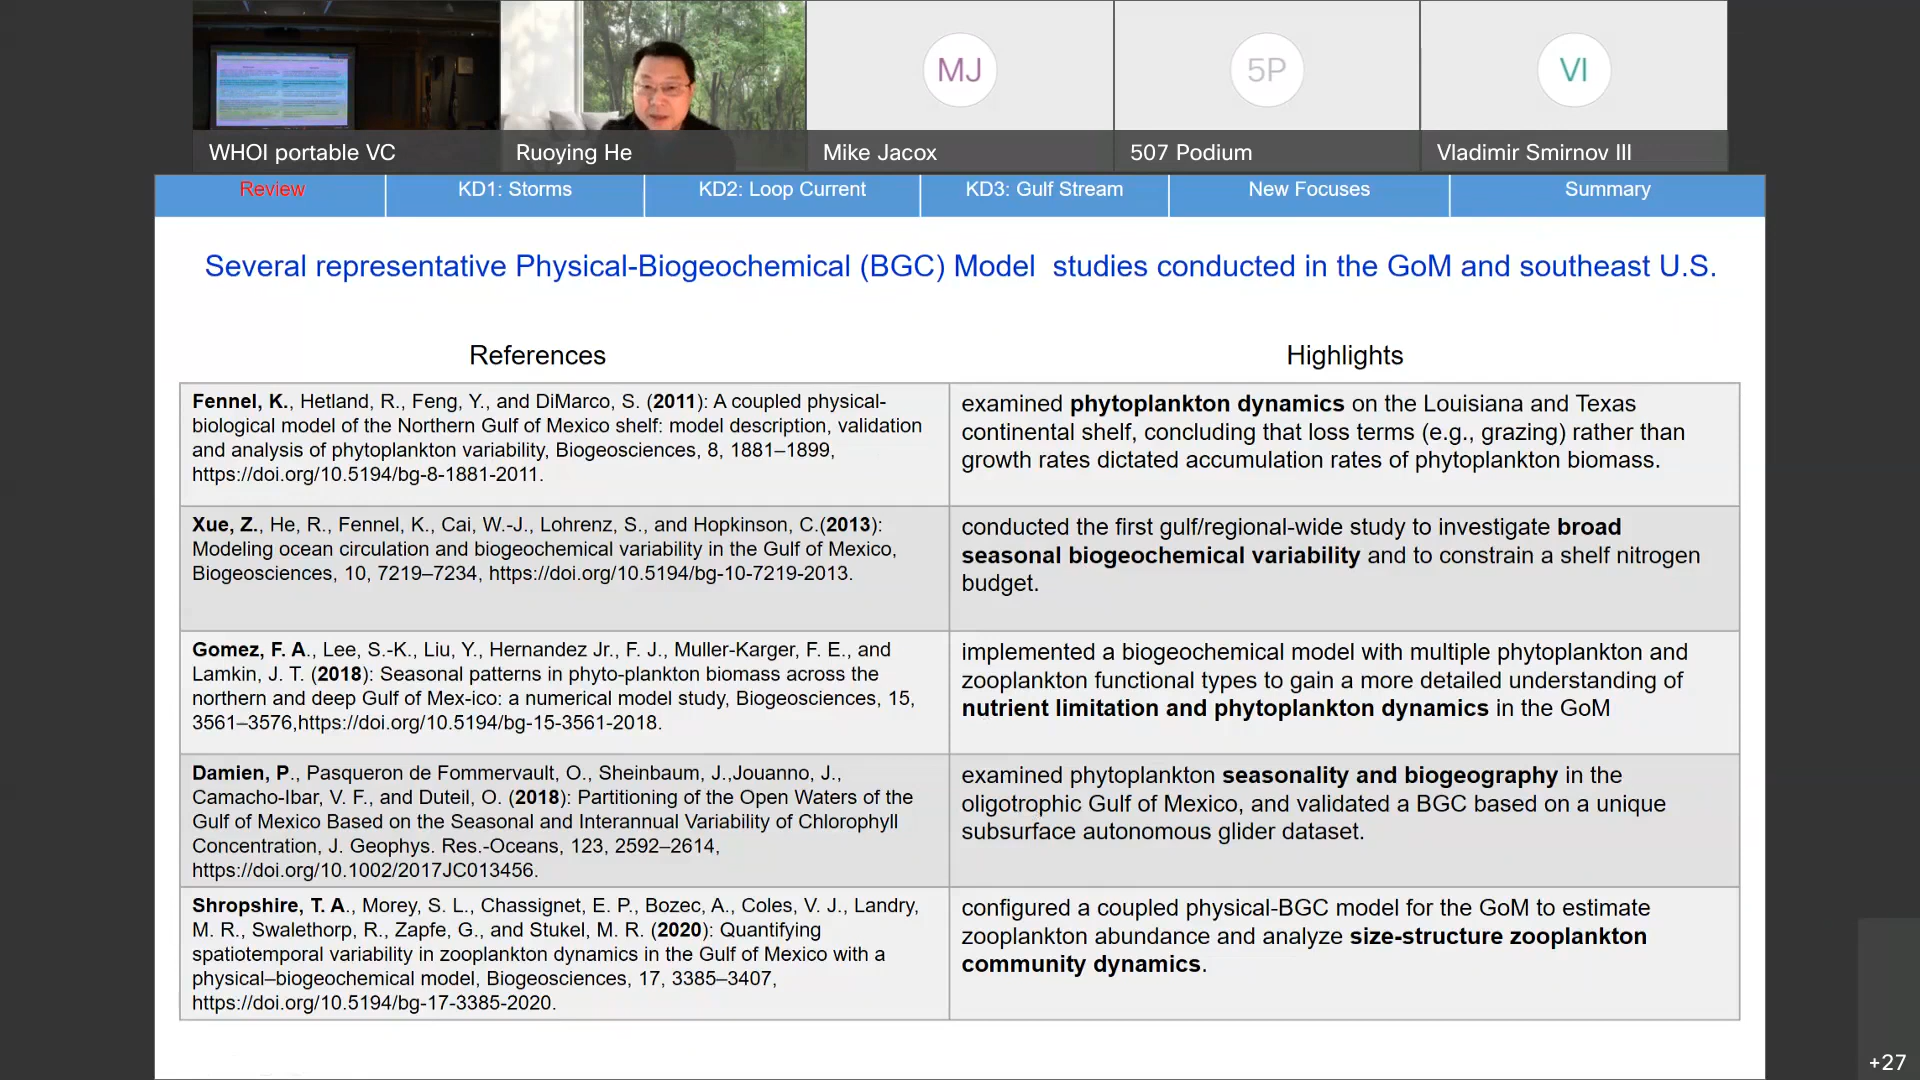 MJ
5P
VI
WHOI portable VC
Ruoying He
Mike Jacox
507 Podium
Vladimir Smirnov III
Review
KD1: Storms
KD2: Loop Current
KD3: Gulf Stream
New Focuses
Summary
Several representative Physical-Biogeochemical (BGC) Model  studies conducted in the GoM and southeast U.S.
References
Highlights
Fennel, K., Hetland, R., Feng, Y., and DiMarco, S. (2011): A coupled physical-
biological model of the Northern Gulf of Mexico shelf: model description, validation
and analysis of phytoplankton variability, Biogeosciences, 8, 1881–1899,
https://doi.org/10.5194/bg-8-1881-2011.
examined phytoplankton dynamics on the Louisiana and Texas
continental shelf, concluding that loss terms (e.g., grazing) rather than
growth rates dictated accumulation rates of phytoplankton biomass.
Xue, Z., He, R., Fennel, K., Cai, W.-J., Lohrenz, S., and Hopkinson, C.(2013):
Modeling ocean circulation and biogeochemical variability in the Gulf of Mexico,
Biogeosciences, 10, 7219–7234, https://doi.org/10.5194/bg-10-7219-2013.
conducted the first gulf/regional-wide study to investigate broad
seasonal biogeochemical variability and to constrain a shelf nitrogen
budget.
Gomez, F. A., Lee, S.-K., Liu, Y., Hernandez Jr., F. J., Muller-Karger, F. E., and
Lamkin, J. T. (2018): Seasonal patterns in phyto-plankton biomass across the
northern and deep Gulf of Mex-ico: a numerical model study, Biogeosciences, 15,
3561–3576,https://doi.org/10.5194/bg-15-3561-2018.
implemented a biogeochemical model with multiple phytoplankton and
zooplankton functional types to gain a more detailed understanding of
nutrient limitation and phytoplankton dynamics in the GoM
Damien, P., Pasqueron de Fommervault, O., Sheinbaum, J.,Jouanno, J.,
Camacho-Ibar, V. F., and Duteil, O. (2018): Partitioning of the Open Waters of the
Gulf of Mexico Based on the Seasonal and Interannual Variability of Chlorophyll
Concentration, J. Geophys. Res.-Oceans, 123, 2592–2614,
https://doi.org/10.1002/2017JC013456.
examined phytoplankton seasonality and biogeography in the
oligotrophic Gulf of Mexico, and validated a BGC based on a unique
subsurface autonomous glider dataset.
Shropshire, T. A., Morey, S. L., Chassignet, E. P., Bozec, A., Coles, V. J., Landry,
M. R., Swalethorp, R., Zapfe, G., and Stukel, M. R. (2020): Quantifying
spatiotemporal variability in zooplankton dynamics in the Gulf of Mexico with a
physical–biogeochemical model, Biogeosciences, 17, 3385–3407,
https://doi.org/10.5194/bg-17-3385-2020.
configured a coupled physical-BGC model for the GoM to estimate
zooplankton abundance and analyze size-structure zooplankton
community dynamics.
+27